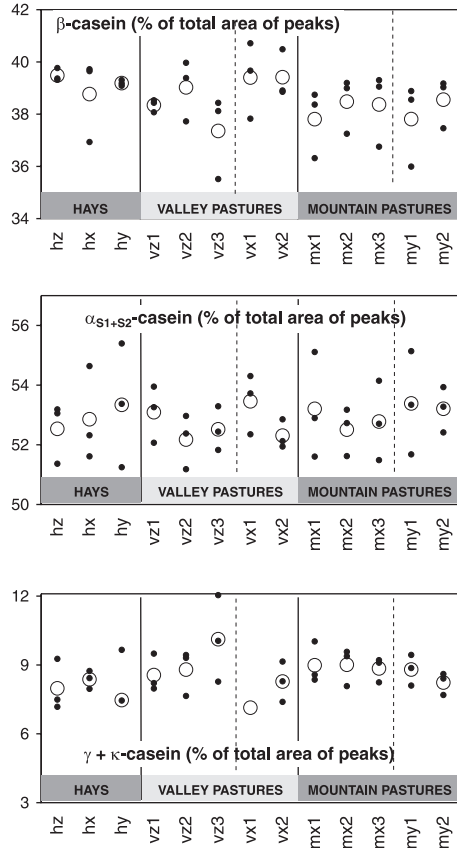 β-casein (% of total area of peaks)
42
40
38
36
34
HAYS VALLEY PASTURES MOUNTAIN PASTURES
hz hx hy vz1 vz2 vz3 vx1 vx2 mx1 mx2 mx3 my1 my2
αS1+S2-casein (% of total area of peaks)
56
54
52
50
HAYS VALLEY PASTURES MOUNTAIN PASTURES
hz hx hy vz1 vz2 vz3 vx1 vx2 mx1 mx2 mx3 my1 my2
12
9
6
γ + κ-casein (% of total area of peaks)
3
HAYS VALLEY PASTURES MOUNTAIN PASTURES
hz hx hy vz1 vz2 vz3 vx1 vx2 mx1 mx2 mx3 my1 my2